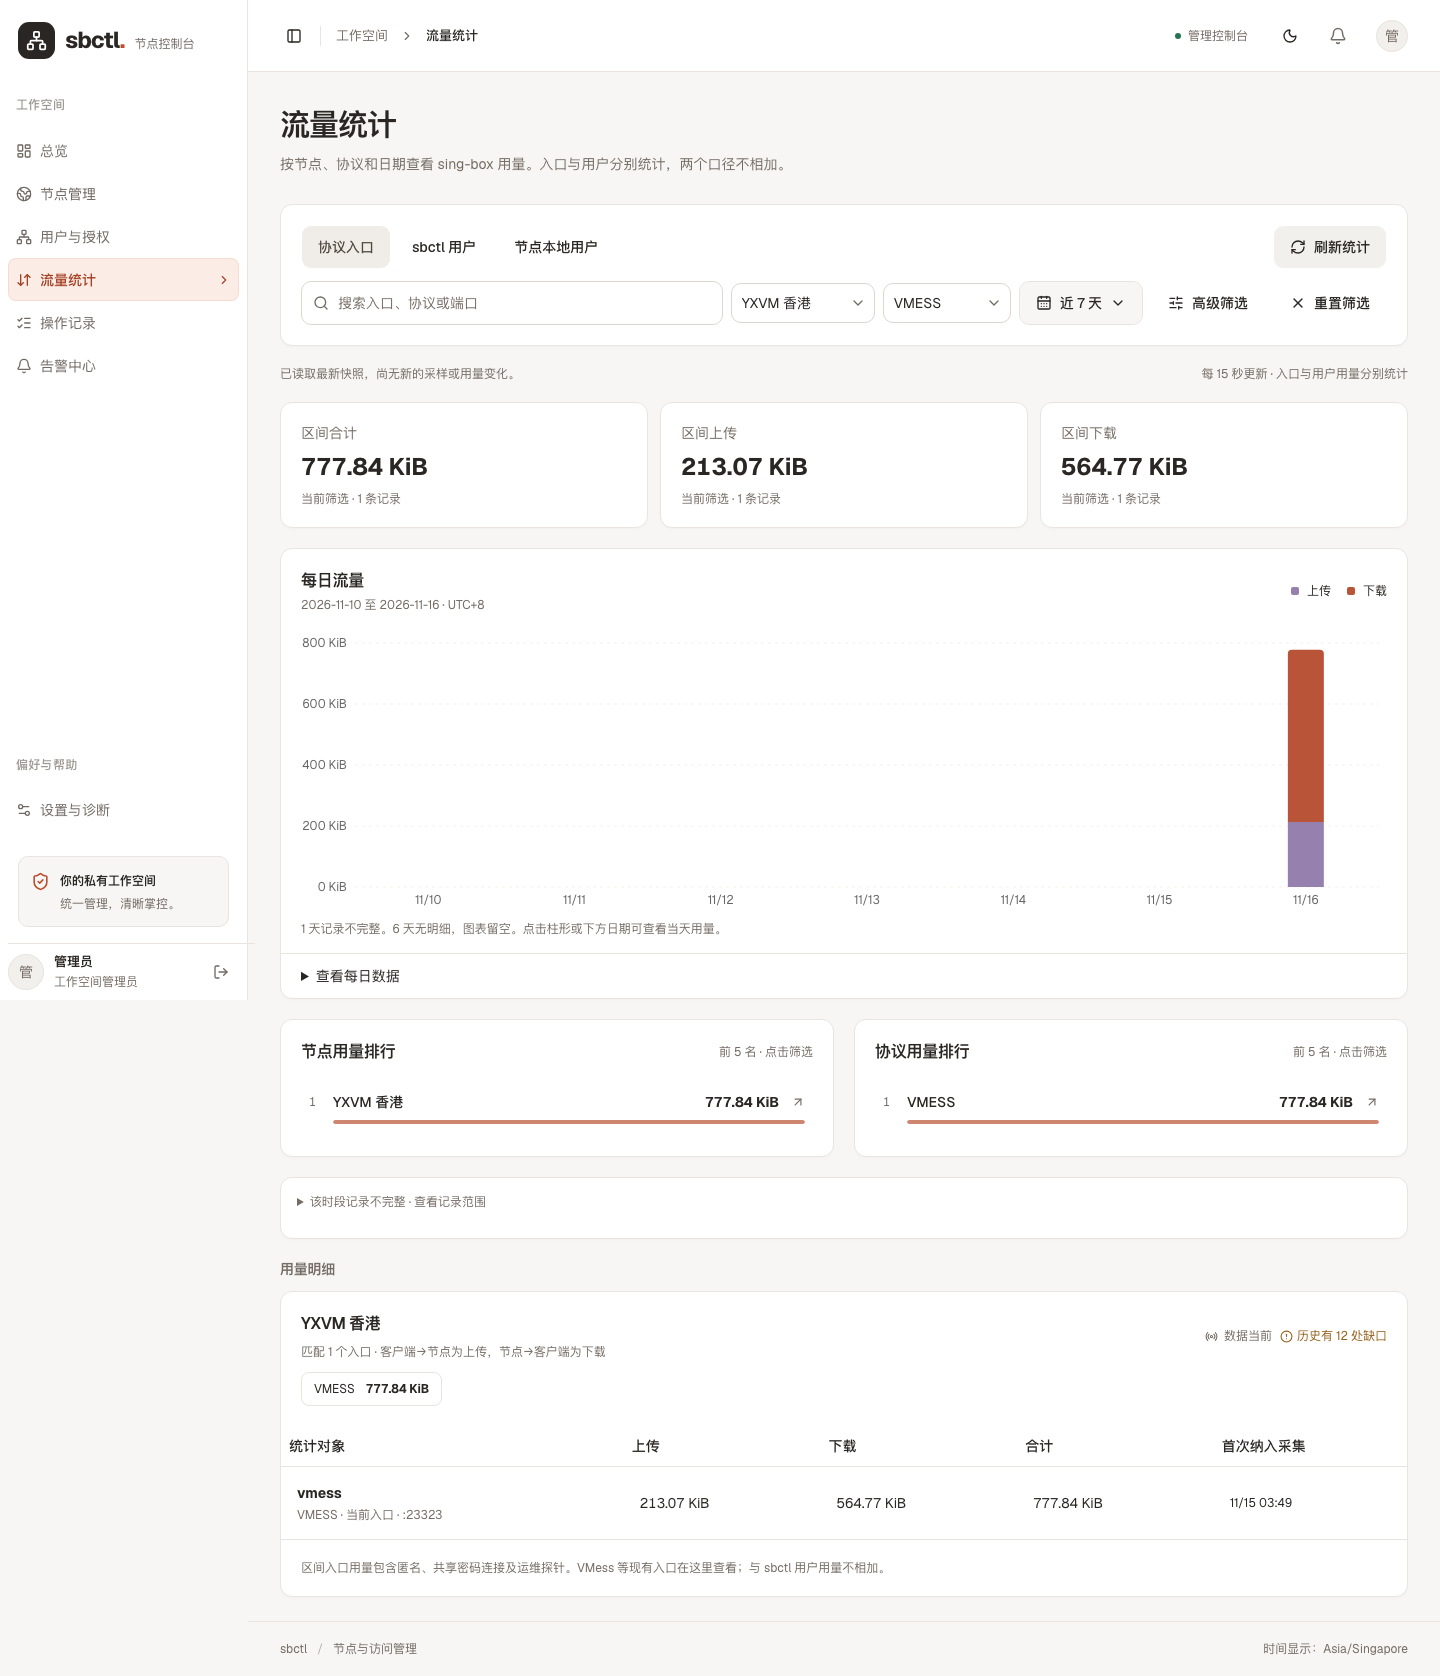 sbctl. 节点控制台
工作空间
总览
节点管理
用户与授权
流量统计
操作记录
告警中心
偏好与帮助
设置与诊断
你的私有工作空间
统一管理，清晰掌控。
管 管理员
工作空间管理员
工作空间 流量统计
管理控制台 管
流量统计
按节点、协议和日期查看 sing-box 用量。入口与用户分别统计，两个口径不相加。
协议入口 sbctl 用户 节点本地用户 刷新统计
搜索入口、协议或端口 YXVM 香港 VMESS 近 7 天 高级筛选 重置筛选
已读取最新快照，尚无新的采样或用量变化。 每 15 秒更新 · 入口与用户用量分别统计
区间合计
777.84 KiB
当前筛选 · 1 条记录
区间上传
213.07 KiB
当前筛选 · 1 条记录
区间下载
564.77 KiB
当前筛选 · 1 条记录
每日流量
2026-11-10 至 2026-11-16 · UTC+8
上传 下载
800 KiB
600 KiB
400 KiB
200 KiB
0 KiB
11/10 11/11 11/12 11/13 11/14 11/15 11/16
1 天记录不完整。6 天无明细，图表留空。点击柱形或下方日期可查看当天用量。
查看每日数据
节点用量排行 前 5 名 · 点击筛选
1 YXVM 香港 777.84 KiB
协议用量排行 前 5 名 · 点击筛选
1 VMESS 777.84 KiB
该时段记录不完整 · 查看记录范围
用量明细
YXVM 香港
匹配 1 个入口 · 客户端→节点为上传，节点→客户端为下载
数据当前 历史有 12 处缺口
VMESS 777.84 KiB
统计对象 上传 下载 合计 首次纳入采集
vmess
VMESS · 当前入口 · :23323
213.07 KiB 564.77 KiB 777.84 KiB 11/15 03:49
区间入口用量包含匿名、共享密码连接及运维探针。VMess 等现有入口在这里查看；与 sbctl 用户用量不相加。
sbctl / 节点与访问管理 时间显示：Asia/Singapore